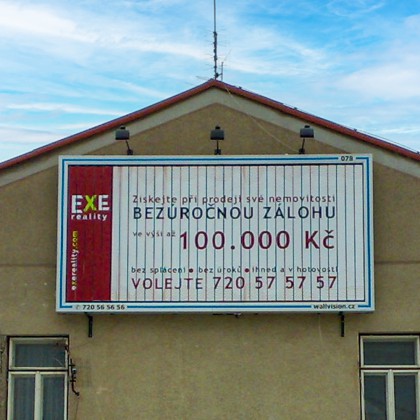 078
EXE
reality
exereality.com
Získejte při prodeji své nemovitosti
BEZÚROČNOU ZÁLOHU
ve výši až 100.000 Kč
bez splácení • bez úroků • ihned a v hotovosti
VOLEJTE 720 57 57 57
720 56 56 56 wallvision.cz